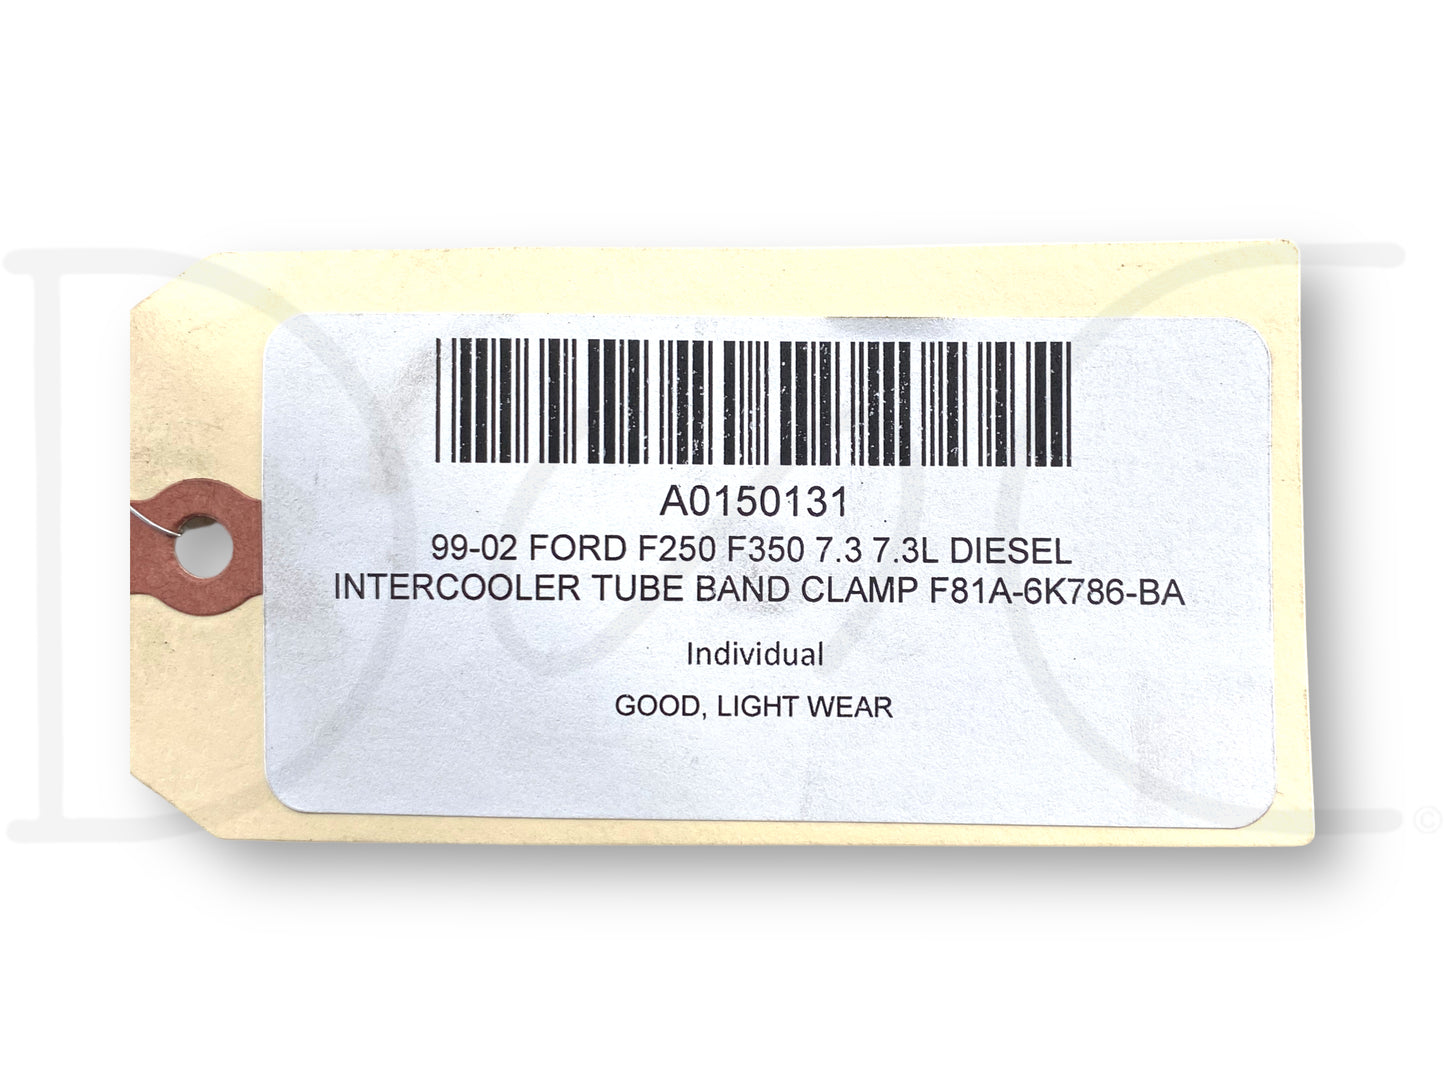 A0150131
99-02 FORD F250 F350 7.3 7.3L DIESEL
INTERCOOLER TUBE BAND CLAMP F81A-6K786-BA
Individual
GOOD, LIGHT WEAR
©